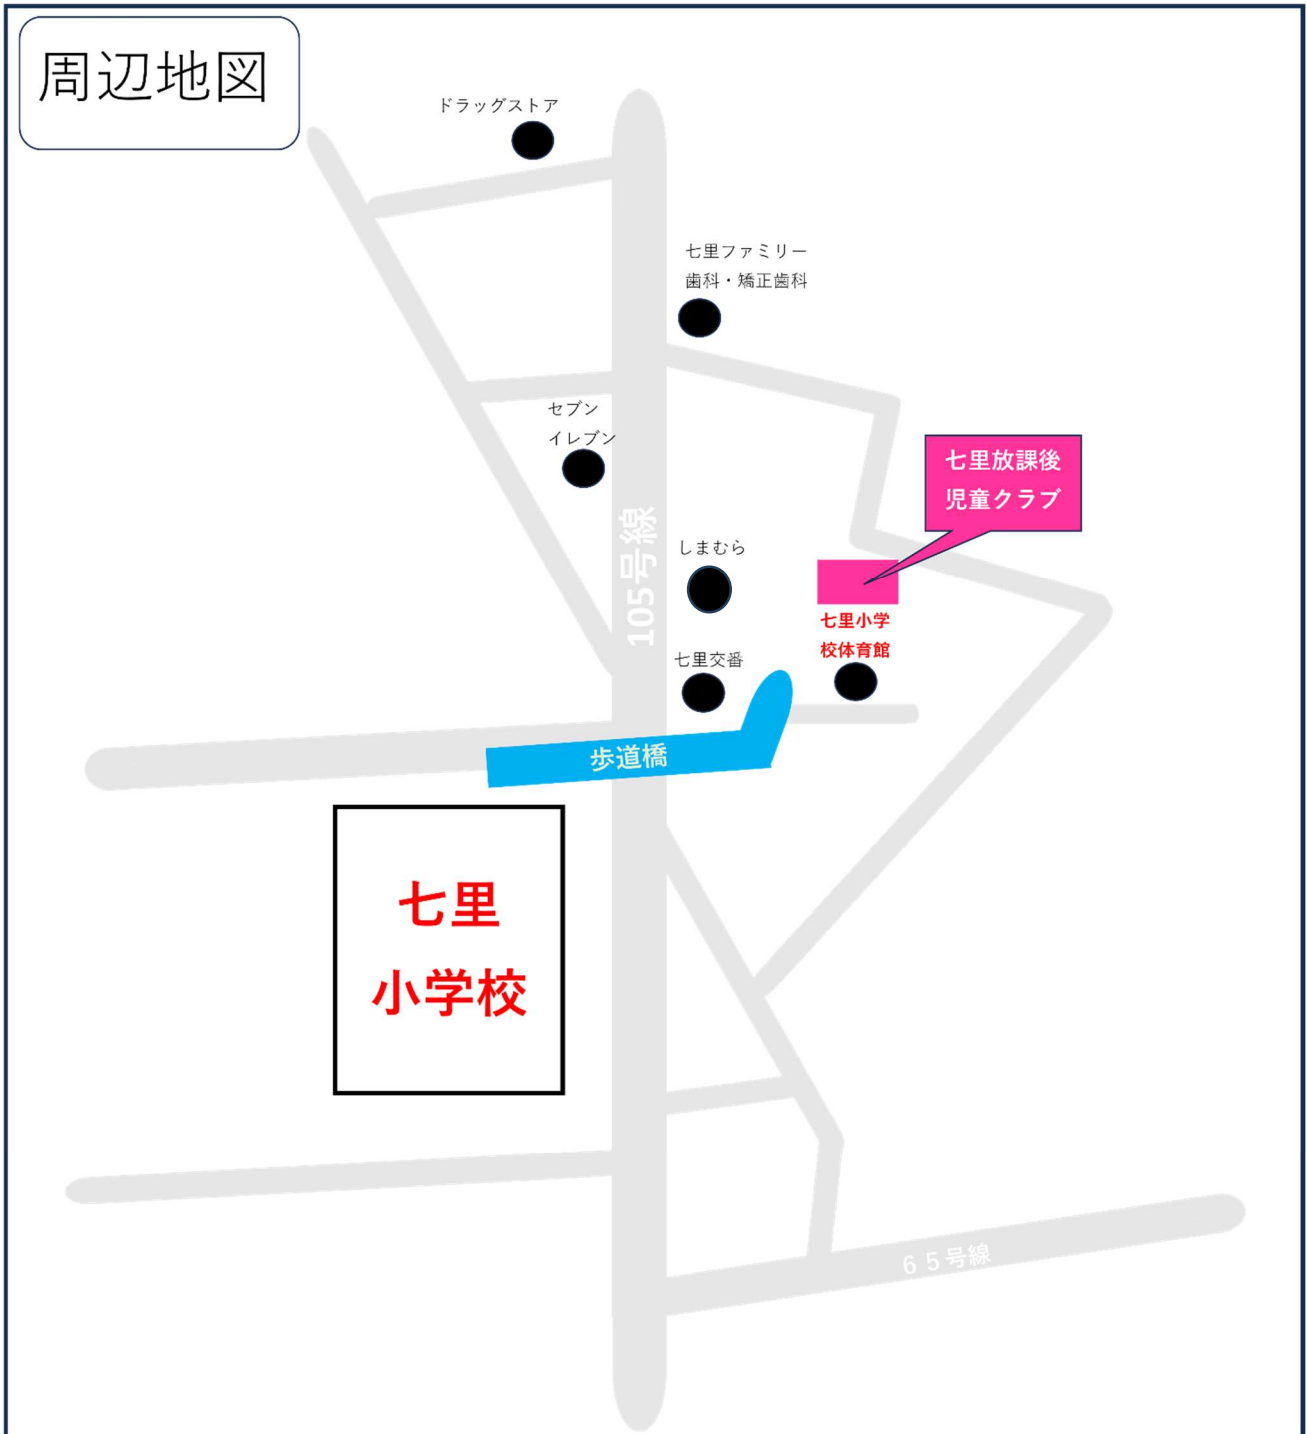 周辺地図
ドラッグストア
七里ファミリー
歯科・矯正歯科
セブン
イレブン
七里放課後
児童クラブ
105号線
しまむら
七里小学
校体育館
七里交番
歩道橋
七里
小学校
６５号線